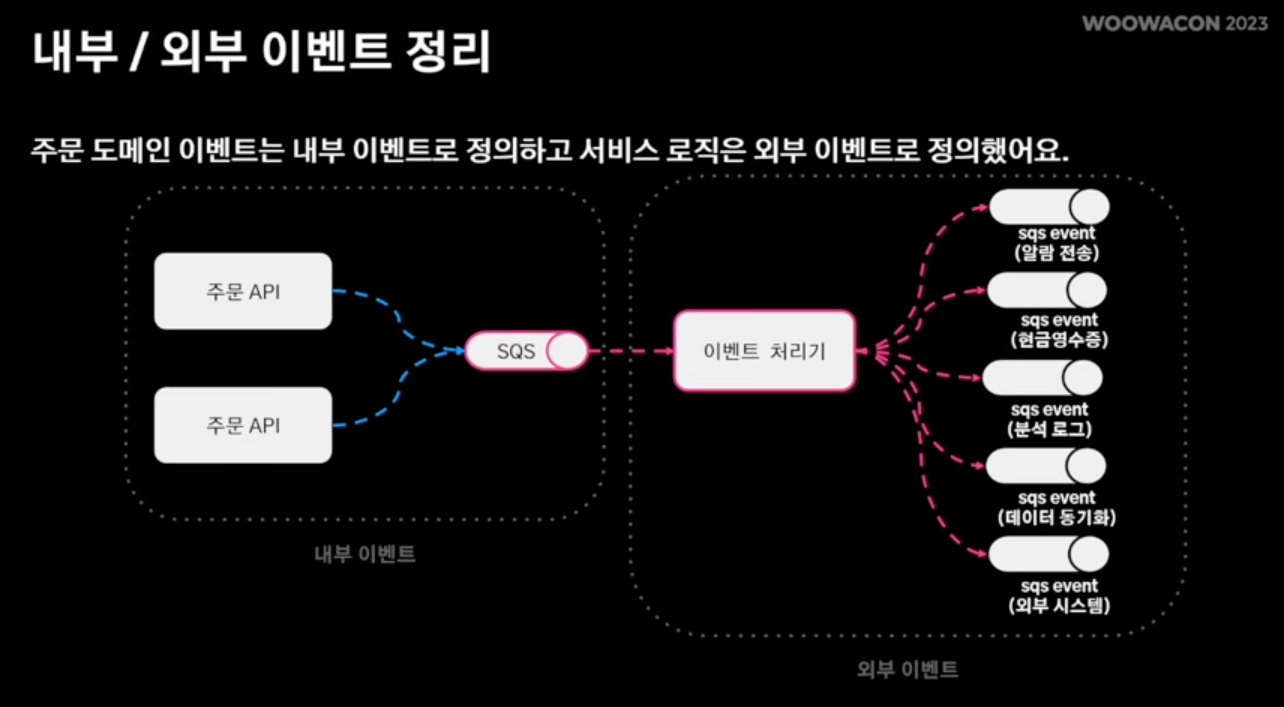 WOOWACON 2023
내부 / 외부 이벤트 정리
주문 도메인 이벤트는 내부 이벤트로 정의하고 서비스 로직은 외부 이벤트로 정의했어요.
주문 API
주문 API
SQS
내부 이벤트
이벤트 처리기
sqs event
(알람 전송)
sqs event
(현금영수증)
sqs event
(분석 로그)
sqs event
(데이터 동기화)
sqs event
(외부 시스템)
외부 이벤트